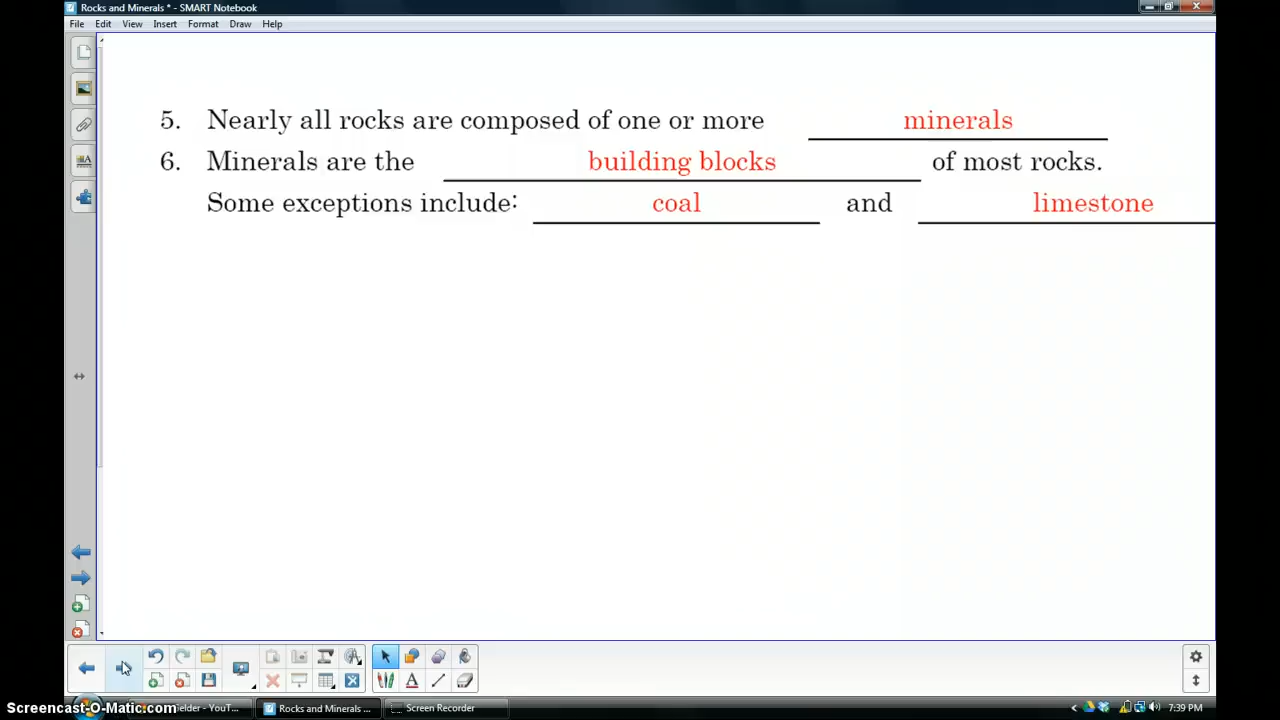 Rocks and Minerals * - SMART Notebook
File Edit View Insert Format Draw Help
5. Nearly all rocks are composed of one or more minerals
6. Minerals are the building blocks of most rocks.
Some exceptions include: coal and limestone
Screencast-O-Matic.com
ielder - YouT...
Rocks and Minerals ...
Screen Recorder
7:39 PM